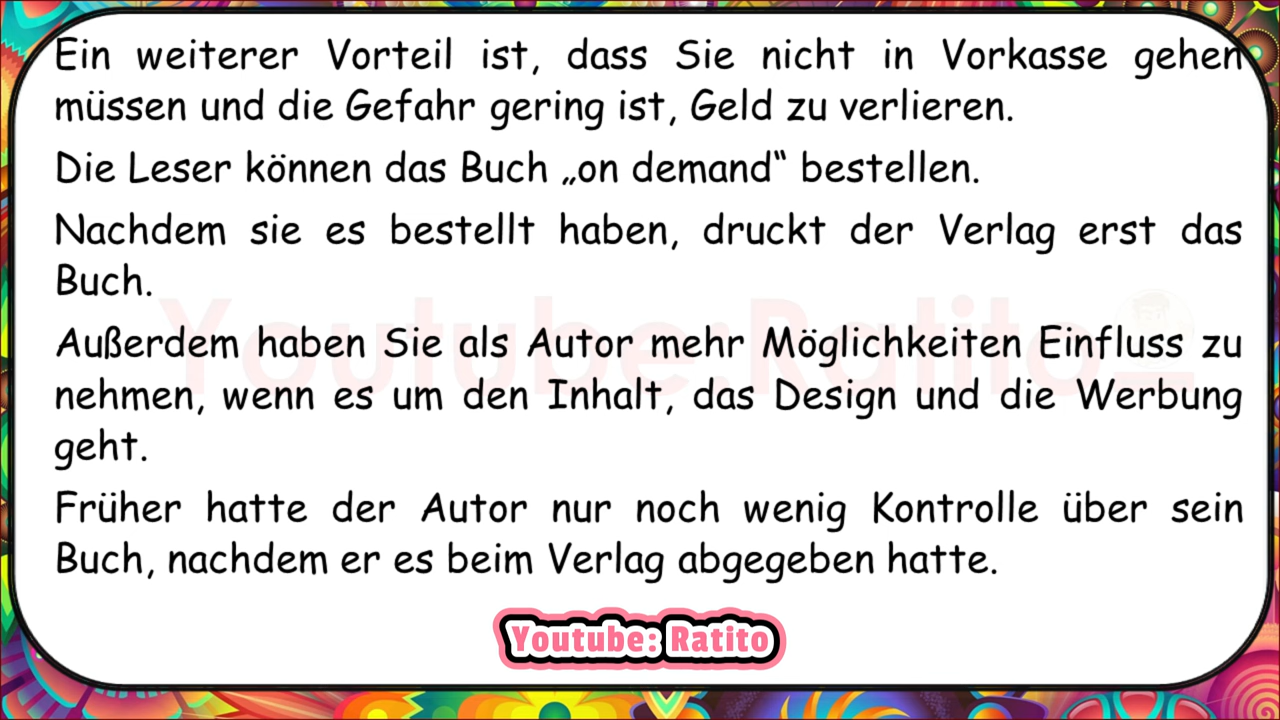 Ein weiterer Vorteil ist, dass Sie nicht in Vorkasse gehen
müssen und die Gefahr gering ist, Geld zu verlieren.
Die Leser können das Buch „on demand“ bestellen.
Nachdem sie es bestellt haben, druckt der Verlag erst das
Buch.
Youtube:Ratito
Außerdem haben Sie als Autor mehr Möglichkeiten Einfluss zu
nehmen, wenn es um den Inhalt, das Design und die Werbung
geht.
Früher hatte der Autor nur noch wenig Kontrolle über sein
Buch, nachdem er es beim Verlag abgegeben hatte.
Youtube: Ratito